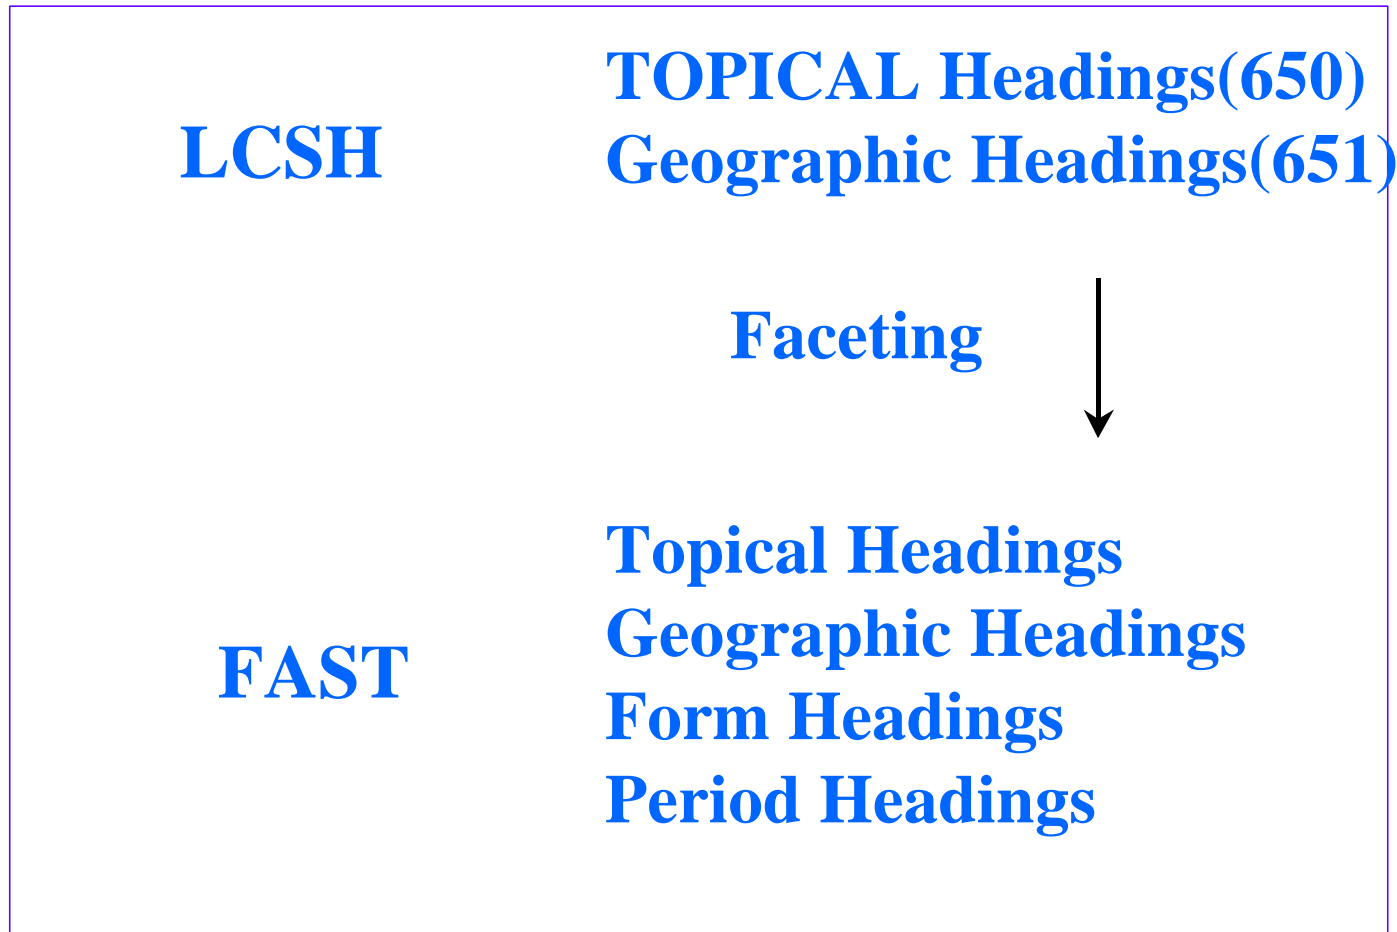 TOPICAL Headings(650)
LCSH
Geographic Headings(651)
Faceting
Topical Headings
Geographic Headings
FAST
Form Headings
Period Headings